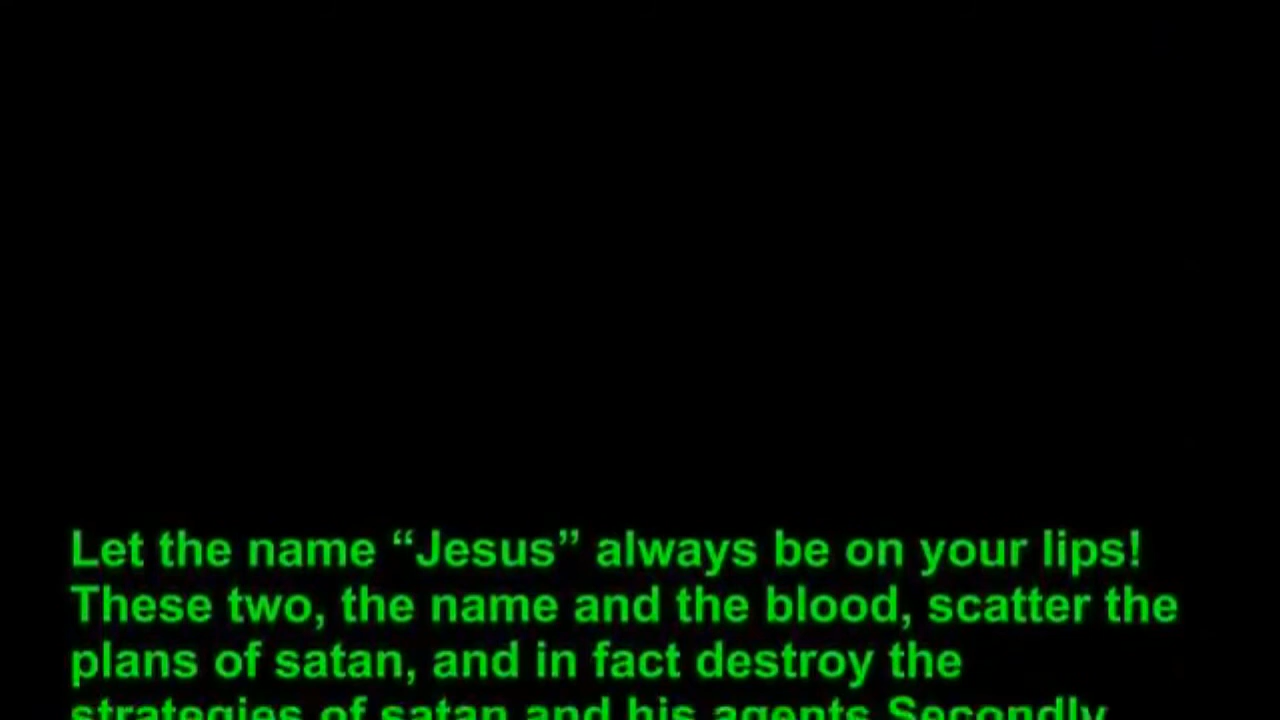 Let the name “Jesus” always be on your lips!
These two, the name and the blood, scatter the
plans of satan, and in fact destroy the
strategies of satan and his agents Secondly